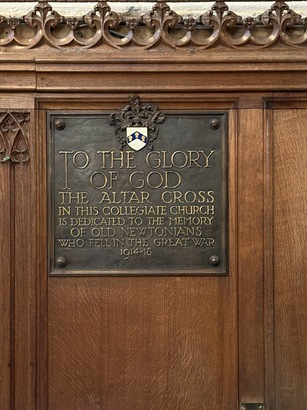 TO THE GLORY
OF GOD
THE ALTAR CROSS
IN THIS COLLEGIATE CHURCH
IS DEDICATED TO THE MEMORY
OF OLD NEWTONIANS
WHO FELL IN THE GREAT WAR
1914-18